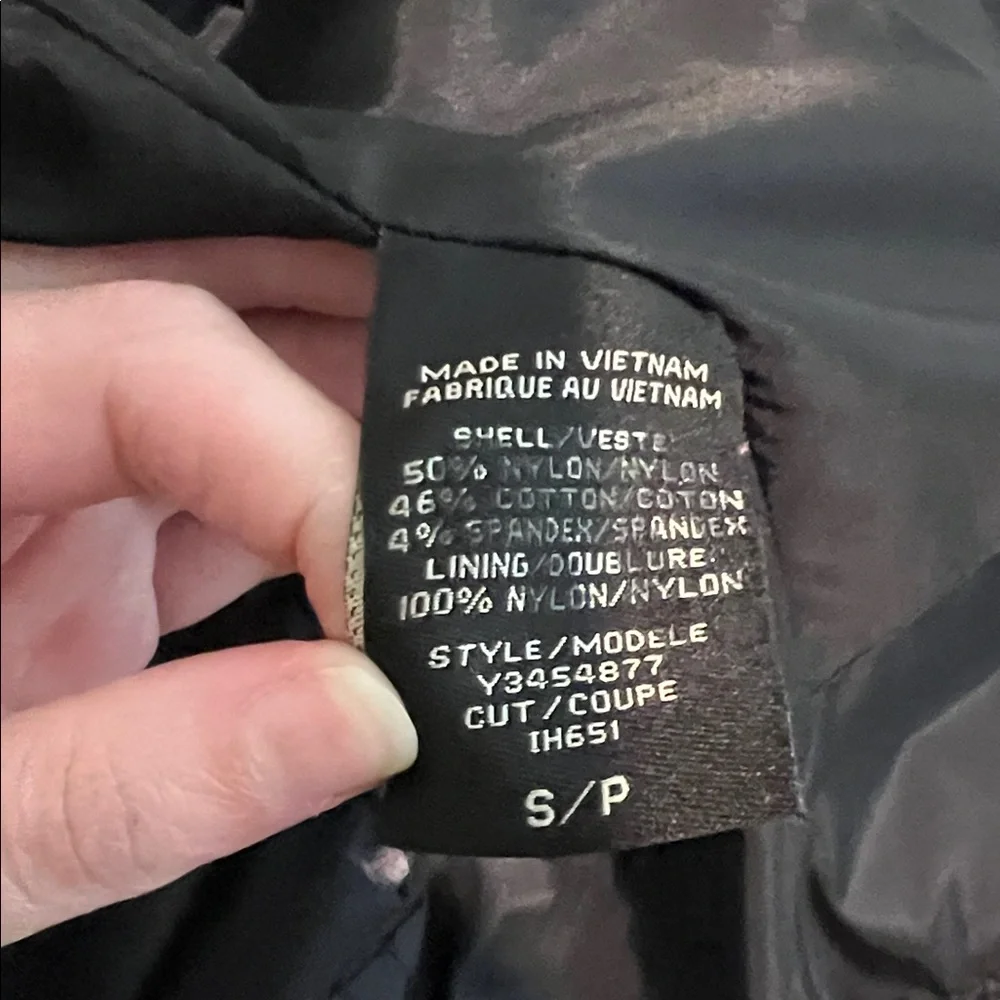 MADE IN VIETNAM
FABRIQUE AU VIETNAM
SHELL/VESTE:
50% NYLON/NYLON
46% COTTON/COTON
4% SPANDEX/SPANDEX
LINING/DOUBLURE:
100% NYLON/NYLON
STYLE/MODELE
Y3454877
CUT/COUPE
IH651
S/P